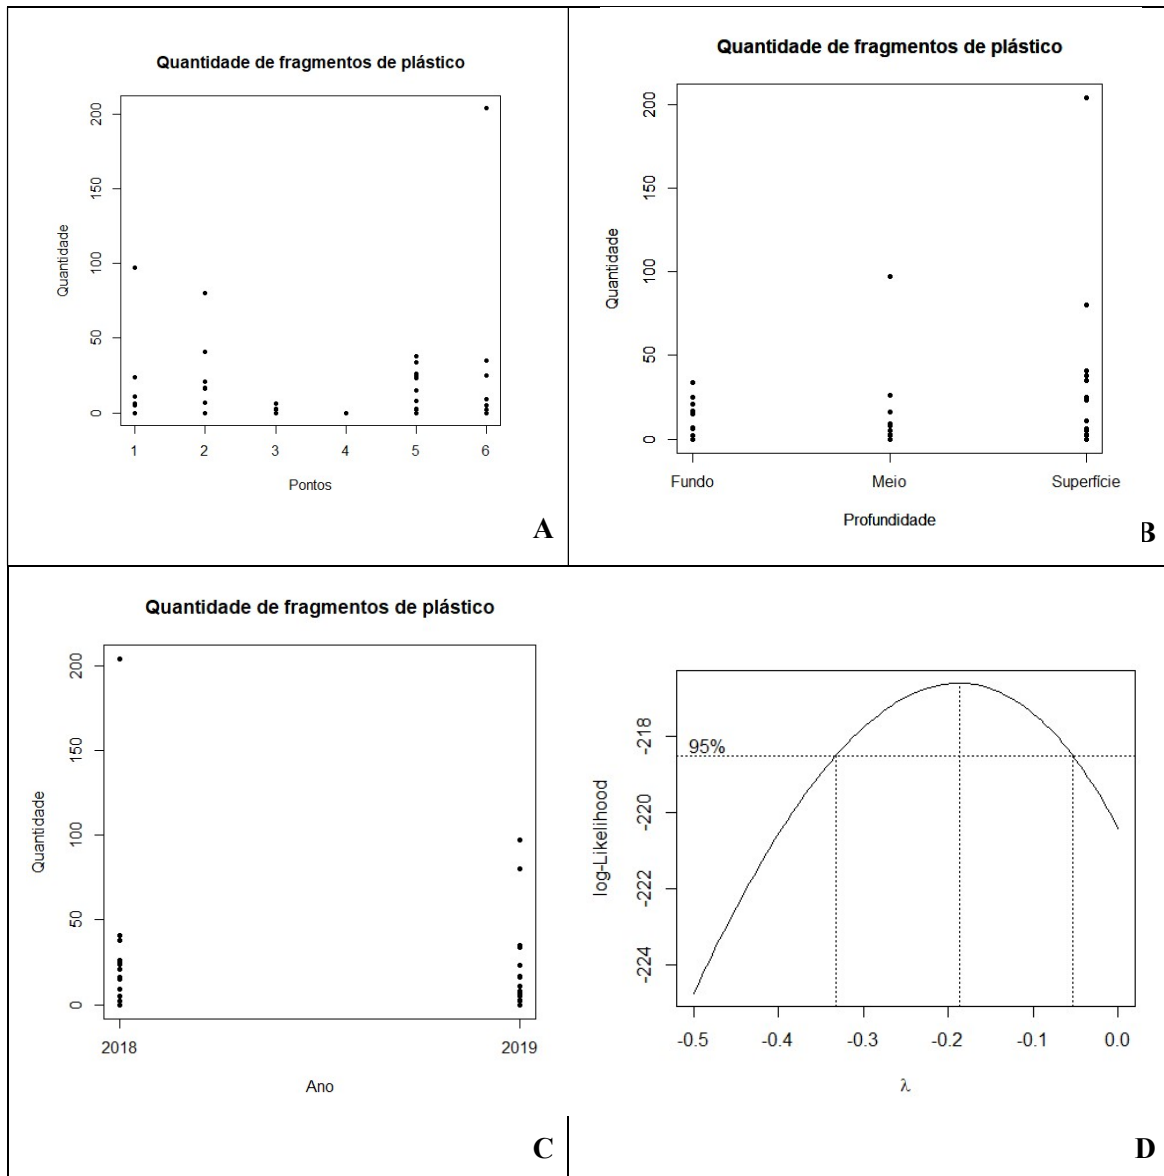 Quantidade de fragmentos de plástico
Quantidade
0
50
100
150
200
1 2 3 4 5 6
Pontos
A
Quantidade de fragmentos de plástico
Quantidade
0
50
100
150
200
Fundo Meio Superfície
Profundidade
B
Quantidade de fragmentos de plástico
Quantidade
0
50
100
150
200
2018 2019
Ano
C
log-Likelihood
-218
-220
-222
-224
95%
-0.5 -0.4 -0.3 -0.2 -0.1 0.0
λ
D